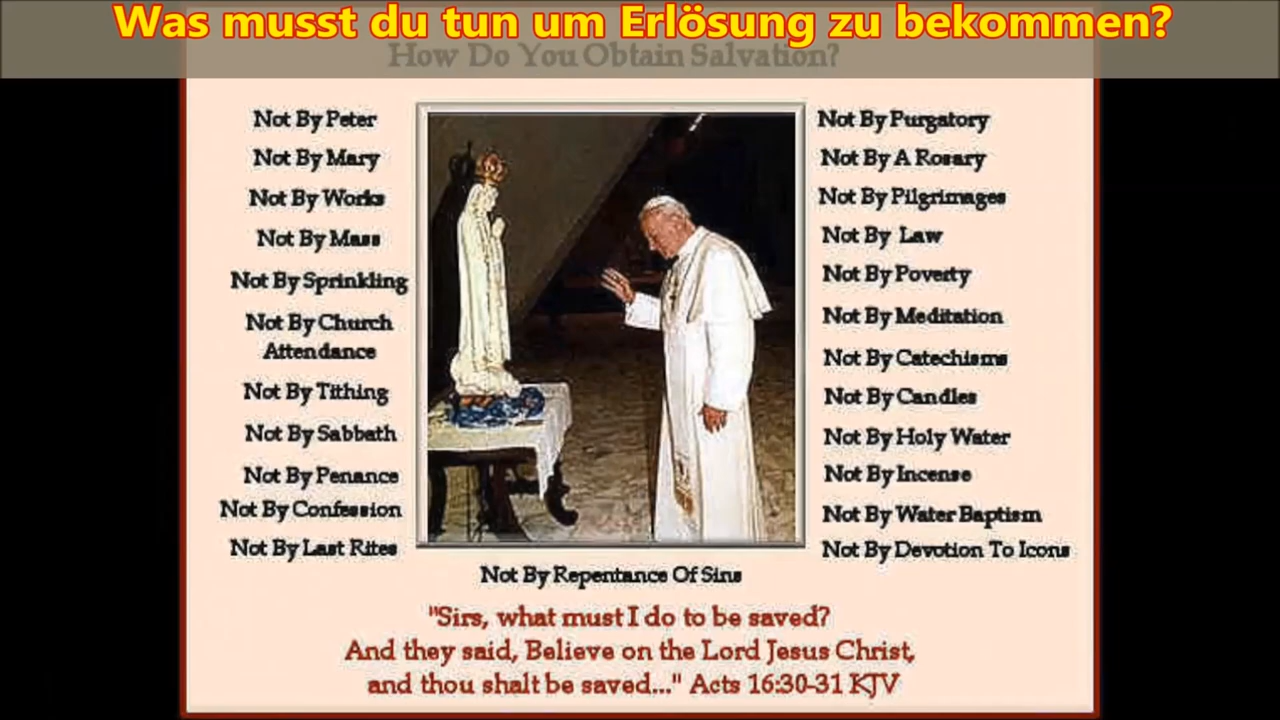 Was musst du tun um Erlösung zu bekommen?
How Do You Obtain Salvation?
Not By Peter
Not By Mary
Not By Works
Not By Mass
Not By Sprinkling
Not By Church
Attendance
Not By Tithing
Not By Sabbath
Not By Penance
Not By Confession
Not By Last Rites
Not By Purgatory
Not By A Rosary
Not By Pilgrimages
Not By Law
Not By Poverty
Not By Meditation
Not By Catechisms
Not By Candles
Not By Holy Water
Not By Incense
Not By Water Baptism
Not By Devotion To Icons
Not By Repentance Of Sins
"Sirs, what must I do to be saved?
And they said, Believe on the Lord Jesus Christ,
and thou shalt be saved..." Acts 16:30-31 KJV